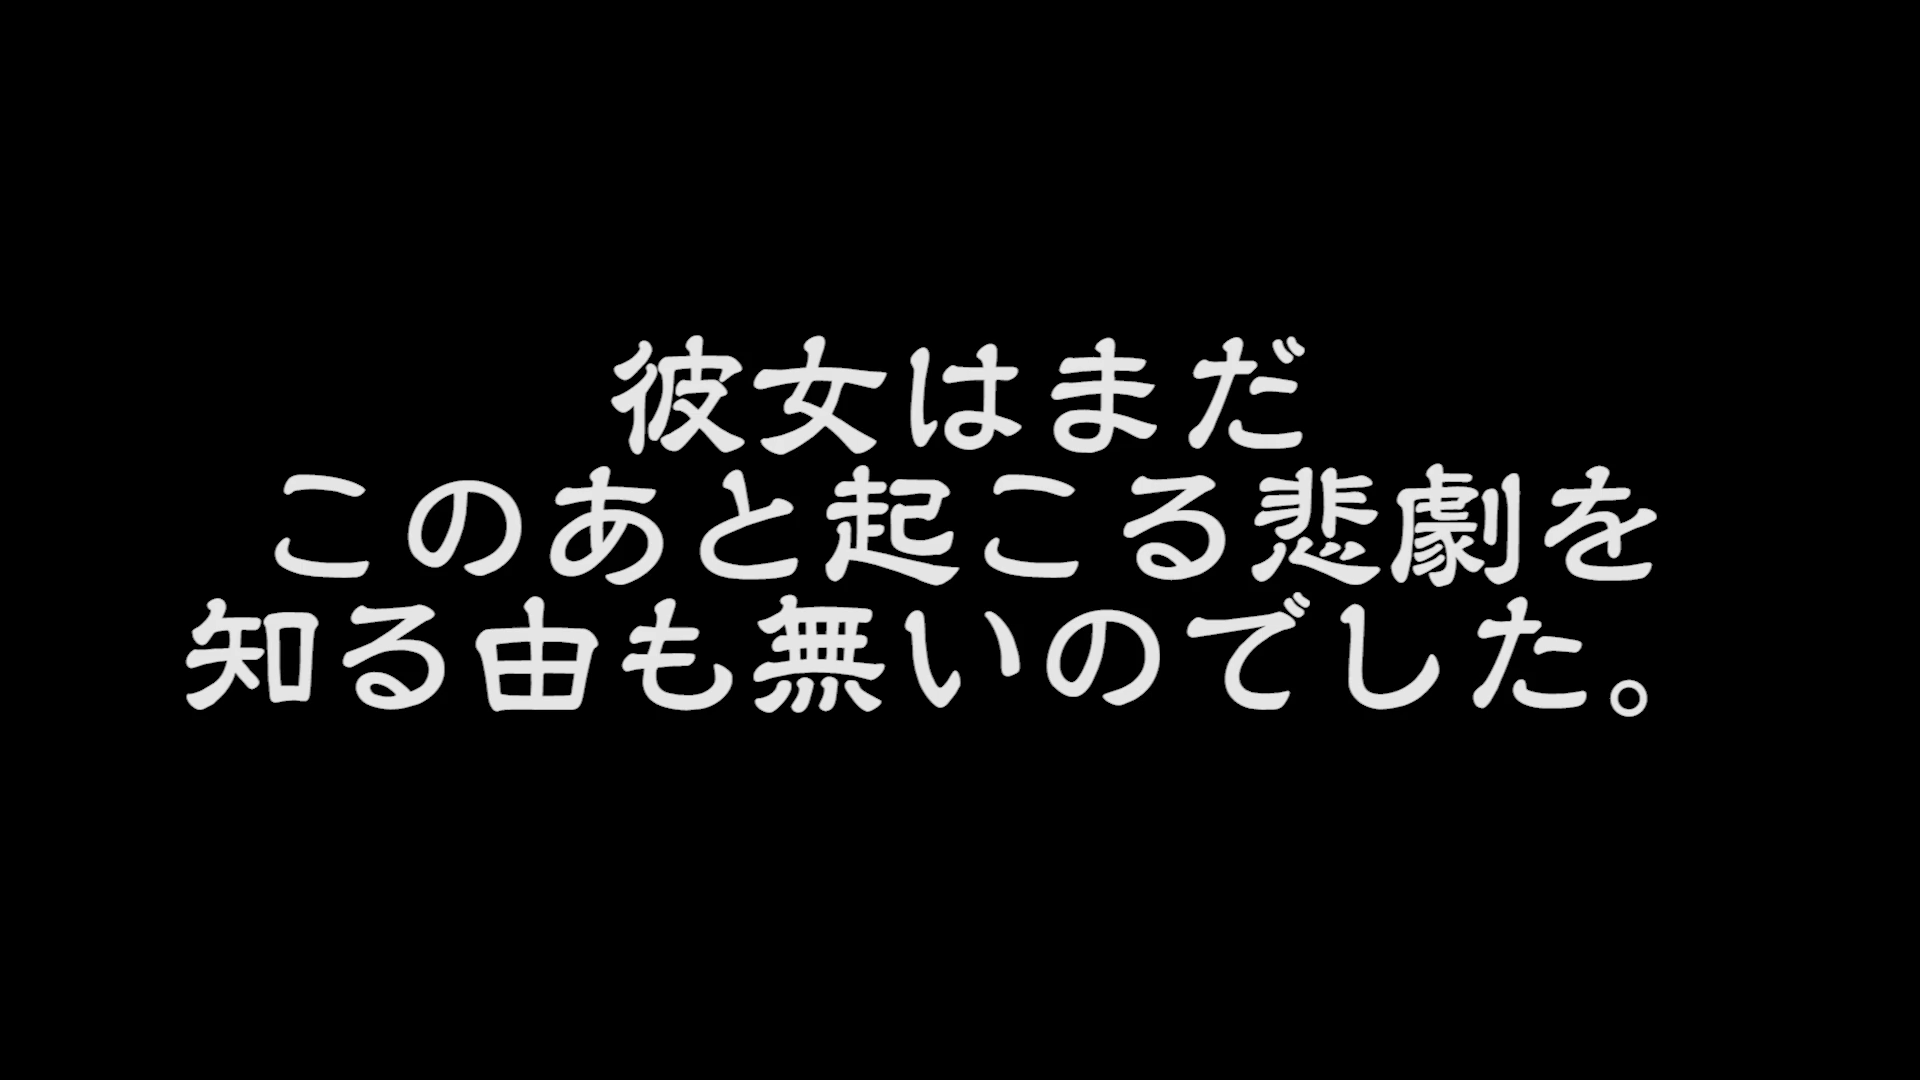 彼女はまだ
このあと起こる悲劇を
知る由も無いのでした。